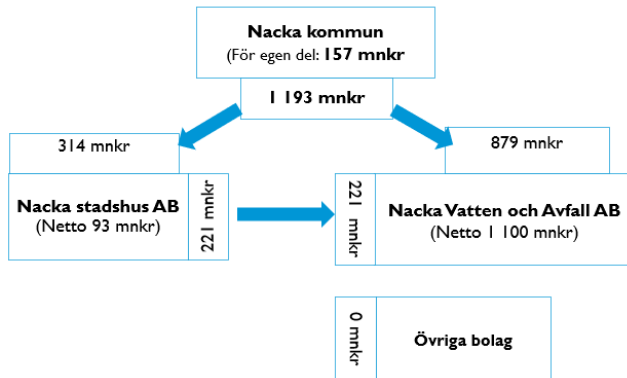 Nacka kommun
(För egen del: 157 mnkr
1 193 mnkr
314 mnkr
879 mnkr
Nacka stadshus AB
(Netto 93 mnkr)
221 mnkr
221 mnkr
Nacka Vatten och Avfall AB
(Netto 1 100 mnkr)
0 mnkr
Övriga bolag